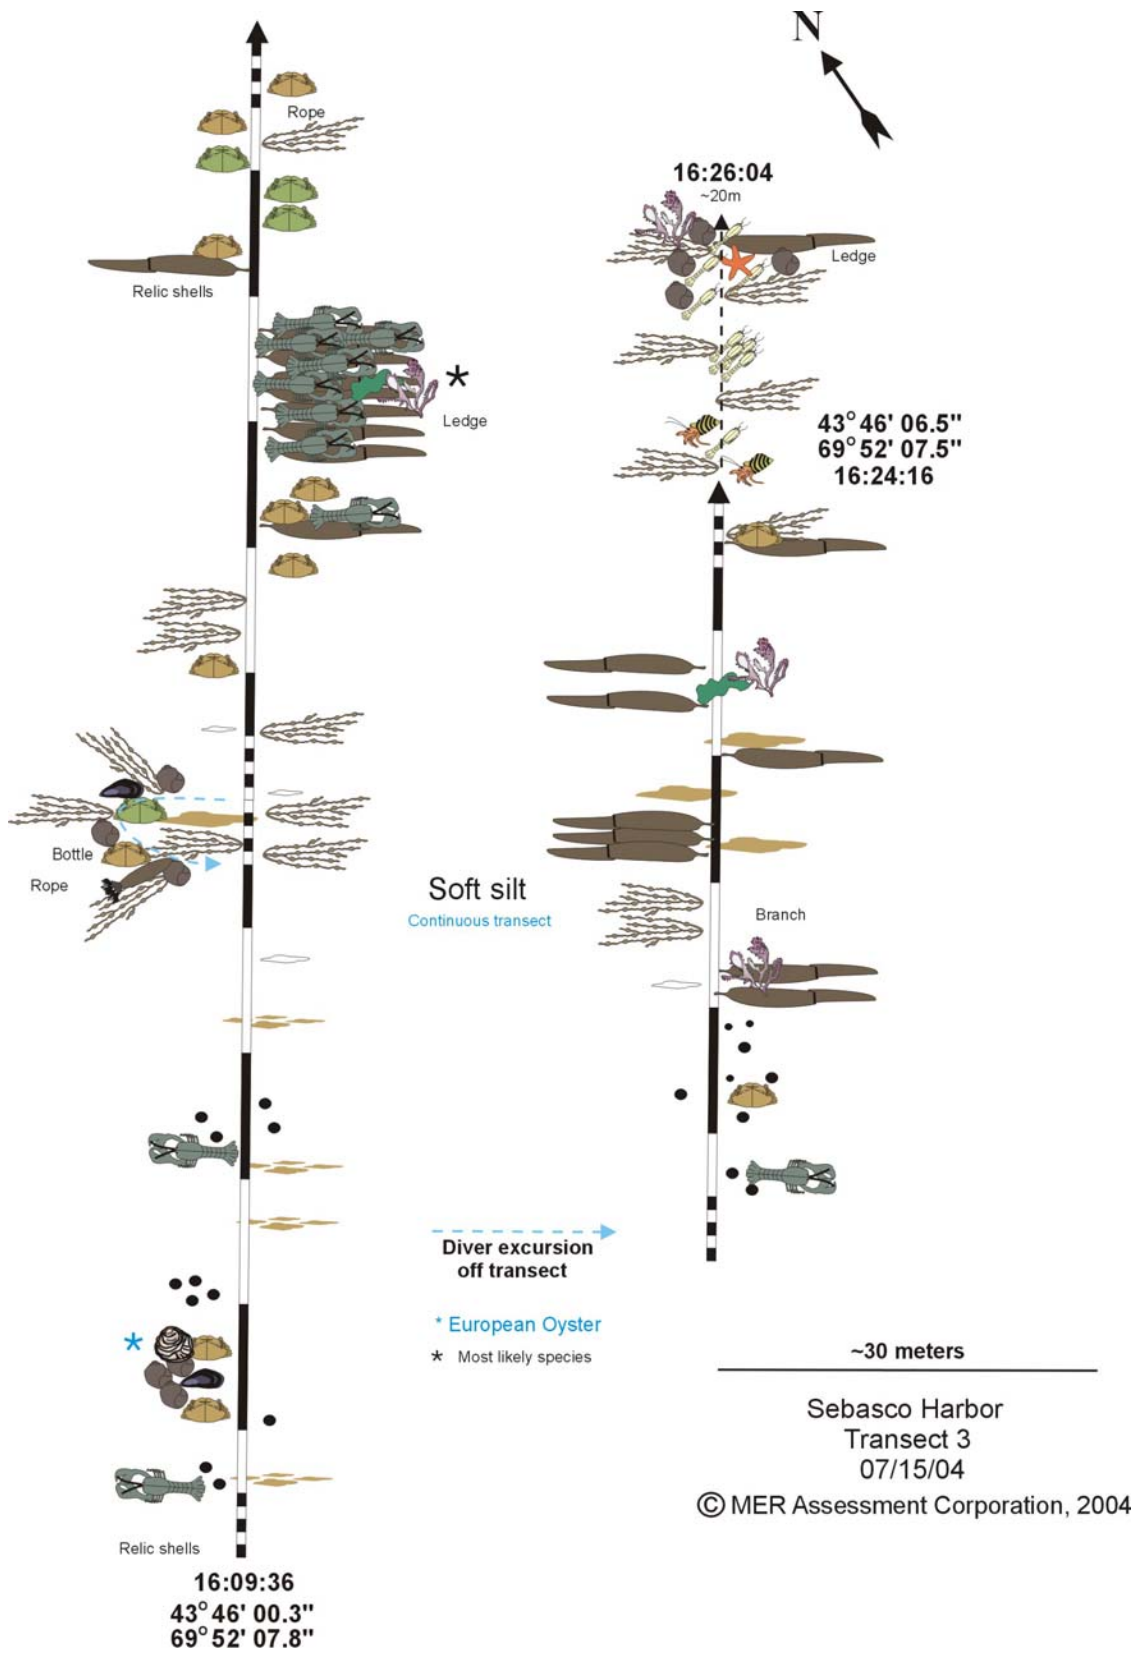 N
Rope
16:26:04
~20m
Ledge
Relic shells
*
Ledge
43° 46' 06.5"
69° 52' 07.5"
16:24:16
Bottle
Rope
Soft silt
Continuous transect
Branch
Diver excursion
off transect
* European Oyster
*
* Most likely species
~30 meters
Sebasco Harbor
Transect 3
07/15/04
© MER Assessment Corporation, 2004
Relic shells
16:09:36
43° 46' 00.3"
69° 52' 07.8"